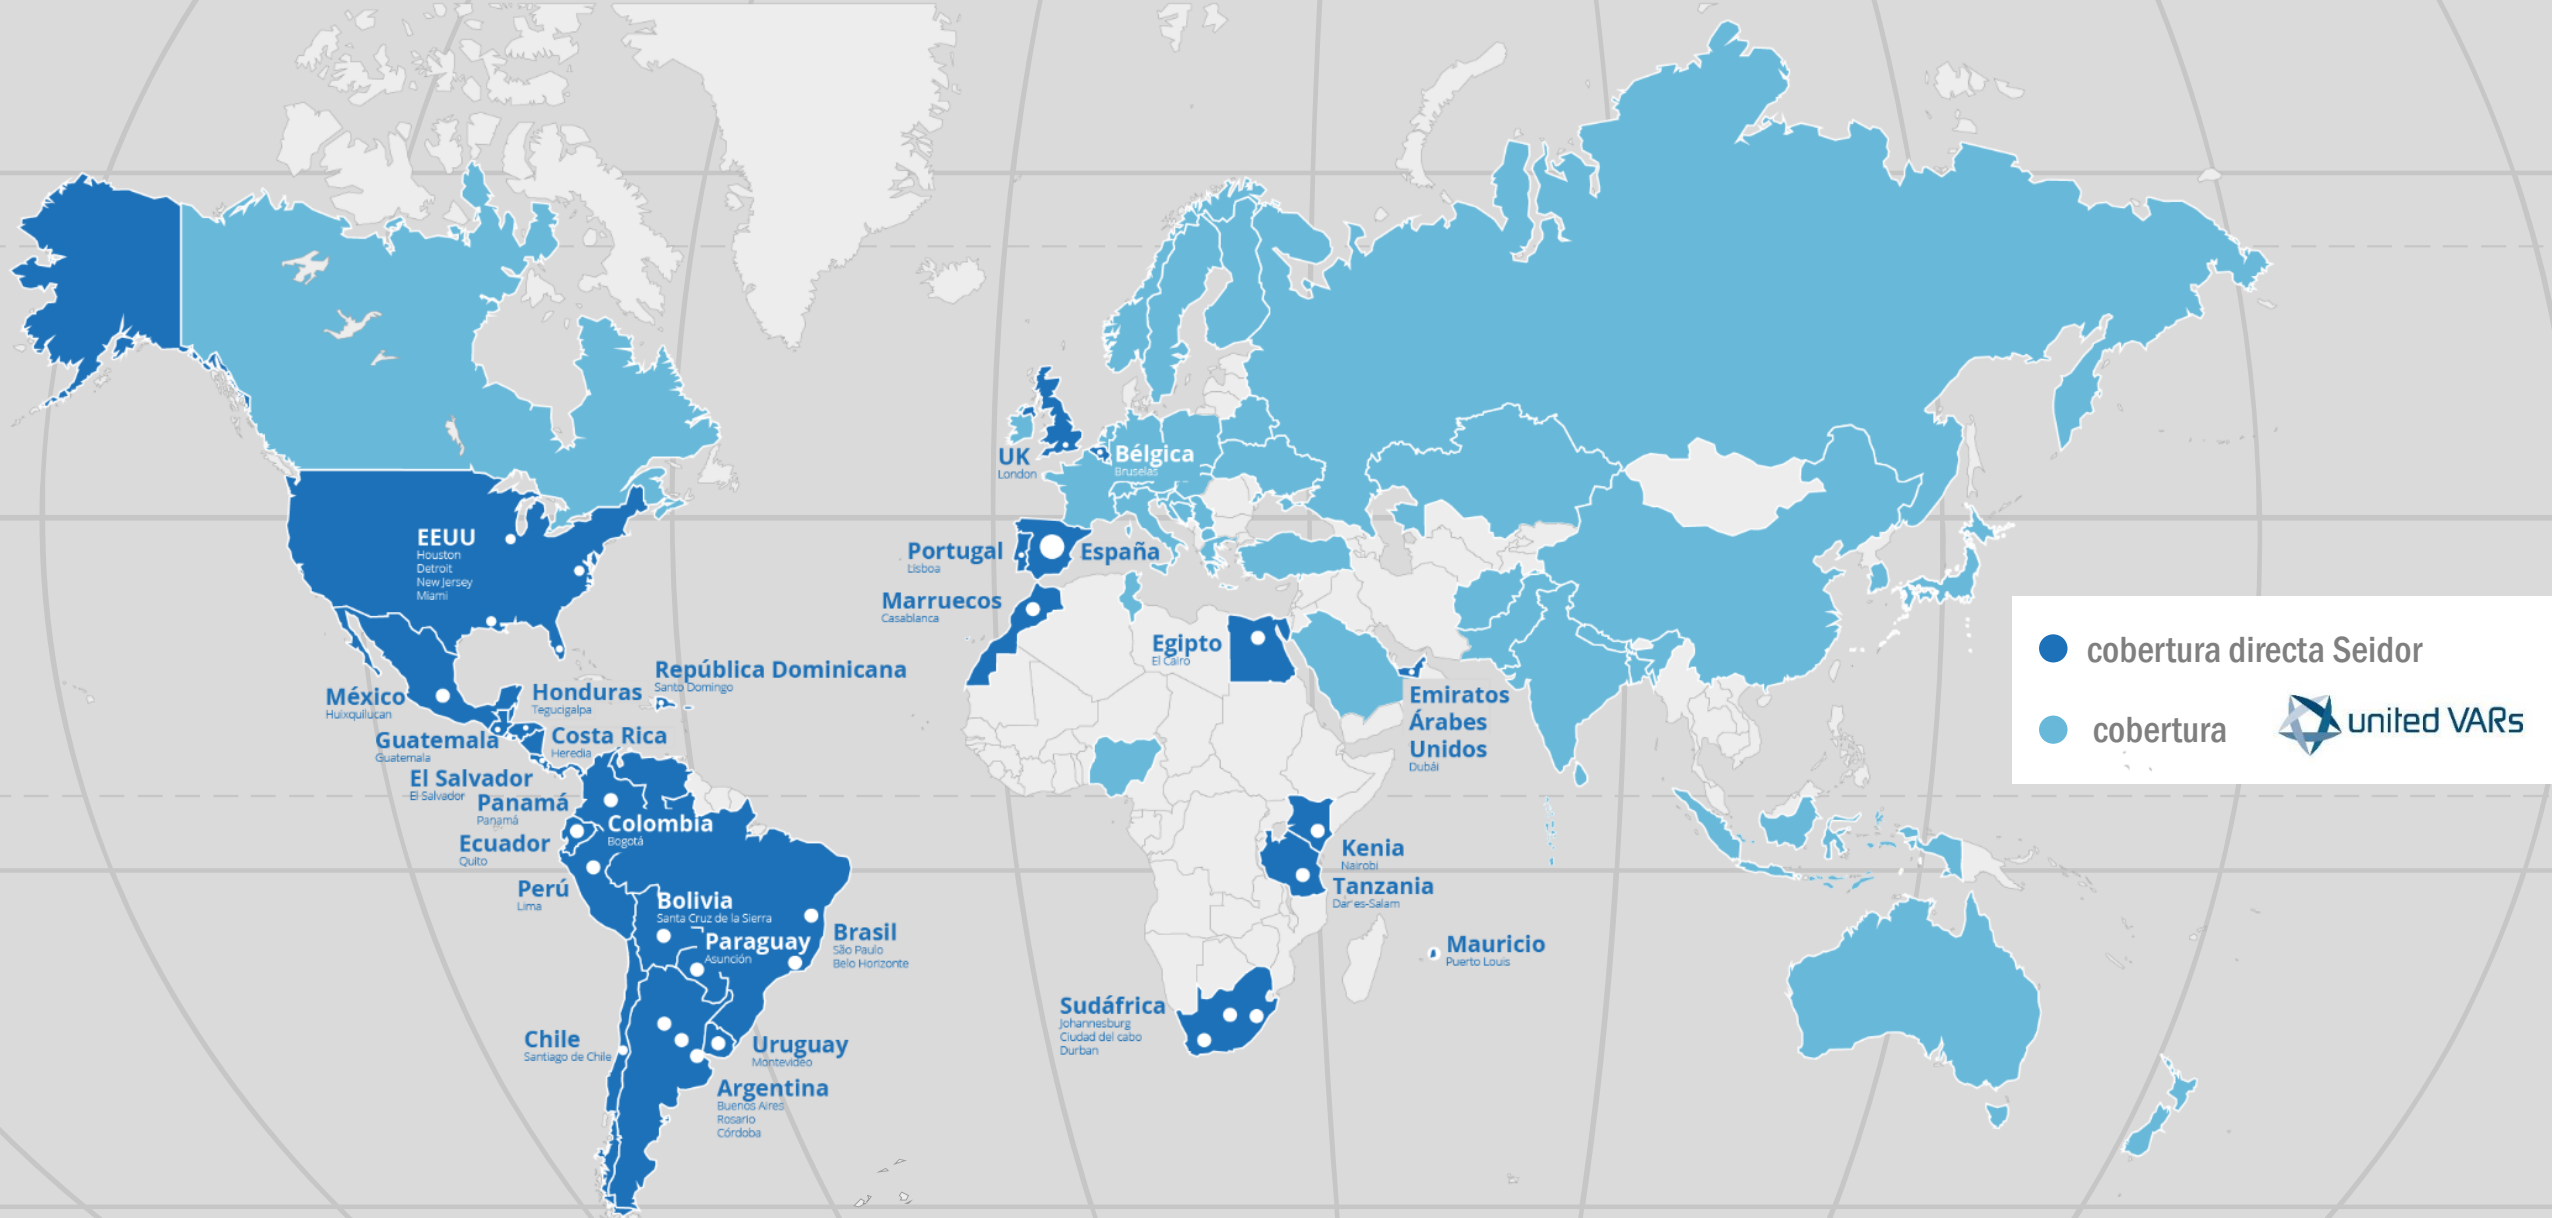 UK
London
Bélgica
Bruselas
EEUU
Houston
Detroit
New Jersey
Miami
Portugal
Lisboa
España
Marruecos
Casablanca
Egipto
El Cairo
República Dominicana
Santo Domingo
México
Huixquilucan
Honduras
Tegucigalpa
Guatemala
Guatemala
Costa Rica
Heredia
El Salvador
El Salvador
Panamá
Panamá
Emiratos
Árabes
Unidos
Dubái
cobertura directa Seidor
cobertura united VARs
Colombia
Bogotá
Ecuador
Quito
Perú
Lima
Kenia
Nairobi
Tanzania
Dar'es-Salam
Bolivia
Santa Cruz de la Sierra
Paraguay
Asunción
Brasil
São Paulo
Belo Horizonte
Mauricio
Puerto Louis
Sudáfrica
Johannesburg
Ciudad del cabo
Durban
Chile
Santiago de Chile
Uruguay
Montevideo
Argentina
Buenos Aires
Rosario
Córdoba